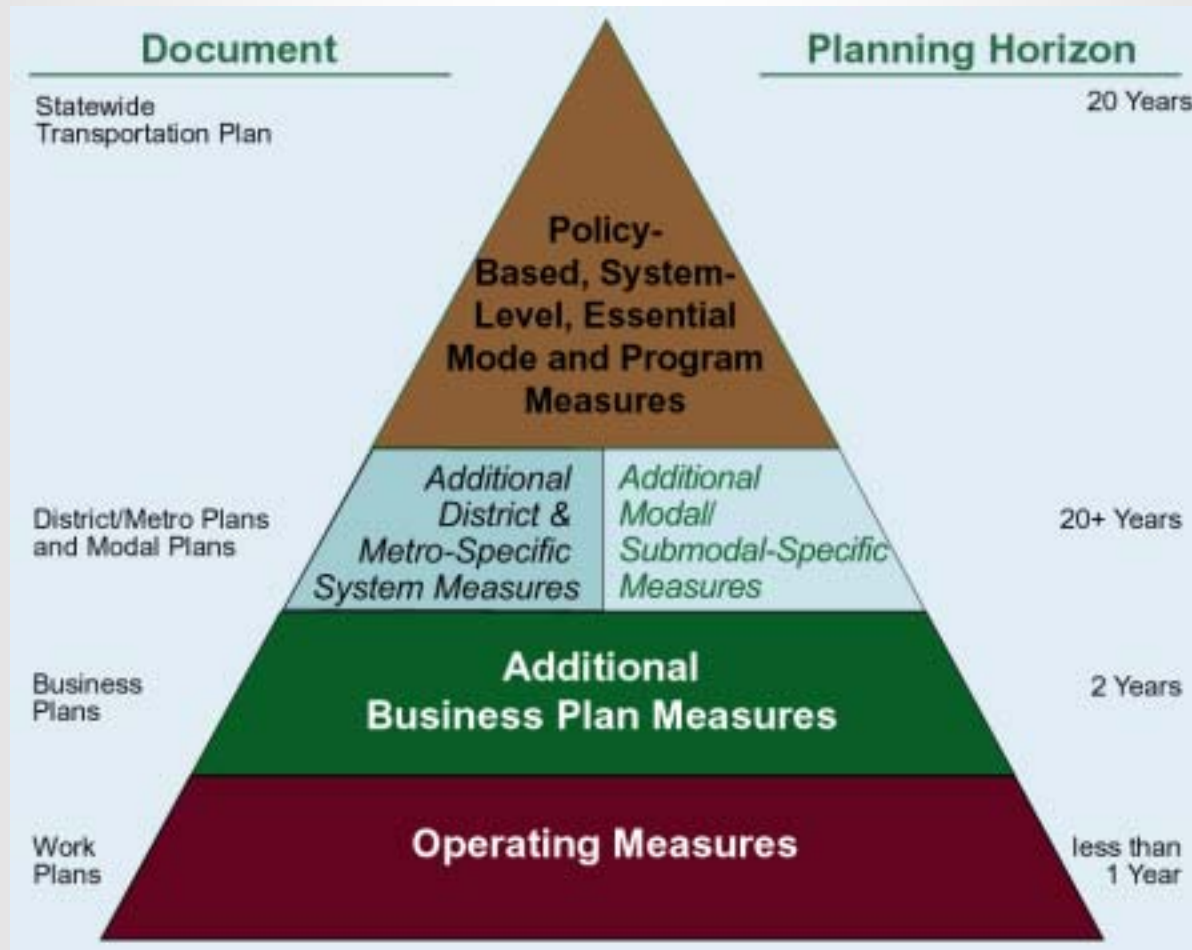 Document
Planning Horizon
Statewide
Transportation Plan
20 Years
Policy-
Based, System-
Level, Essential
Mode and Program
Measures
District/Metro Plans
and Modal Plans
Additional
District &
Metro-Specific
System Measures
Additional
Modal/
Submodal-Specific
Measures
20+ Years
Business
Plans
Additional
Business Plan Measures
2 Years
Work
Plans
Operating Measures
less than
1 Year